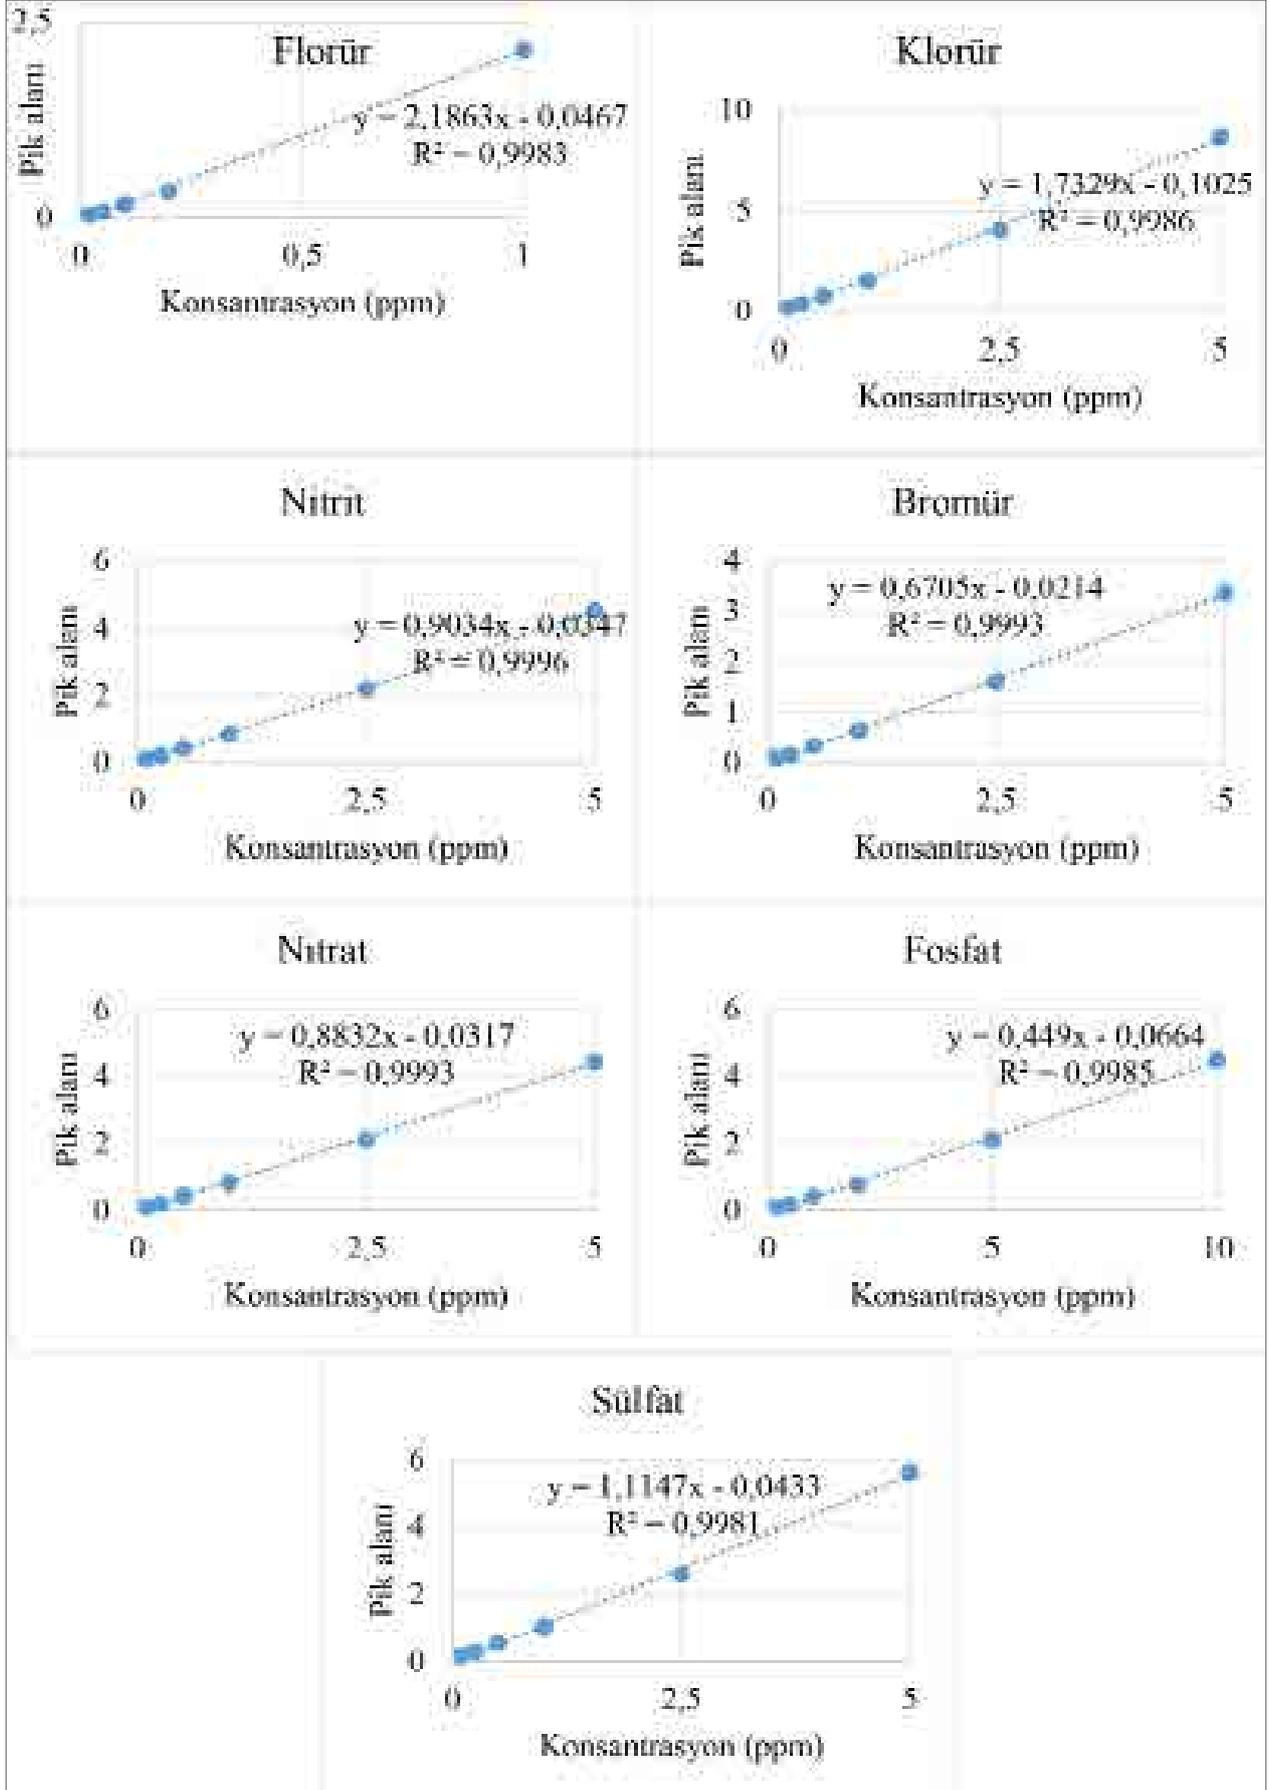 2,5
Florür
Pik alanı
y = 2,1863x - 0,0467
R² = 0,9983
0
0
0,5
1
Konsantrasyon (ppm)
Klorür
10
Pik alanı
y = 1,7329x - 0,1025
5
R² = 0,9986
0
0
2,5
5
Konsantrasyon (ppm)
Nitrit
6
Pik alanı
4
y = 0,9034x - 0,0347
R² = 0,9996
2
0
0
2,5
5
Konsantrasyon (ppm)
Bromür
4
y = 0,6705x - 0,0214
3
R² = 0,9993
Pik alanı
2
1
0
0
2,5
5
Konsantrasyon (ppm)
Nitrat
6
y = 0,8832x - 0,0317
R² = 0,9993
4
Pik alanı
2
0
0
2,5
5
Konsantrasyon (ppm)
Fosfat
6
y = 0,449x - 0,0664
R² = 0,9985
4
Pik alanı
2
0
0
5
10
Konsantrasyon (ppm)
Sülfat
6
y = 1,1147x - 0,0433
R² = 0,9981
4
Pik alanı
2
0
0
2,5
5
Konsantrasyon (ppm)